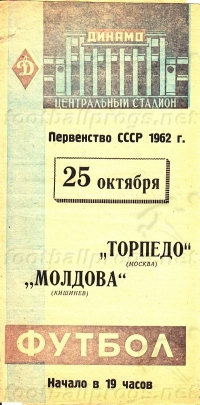 ДИНАМО
Д
ЦЕНТРАЛЬНЫЙ СТАДИОН
Первенство СССР 1962 г.
25 октября
„ТОРПЕДО“
(МОСКВА)
„МОЛДОВА“
(КИШИНЕВ)
ФУТБОЛ
Начало в 19 часов